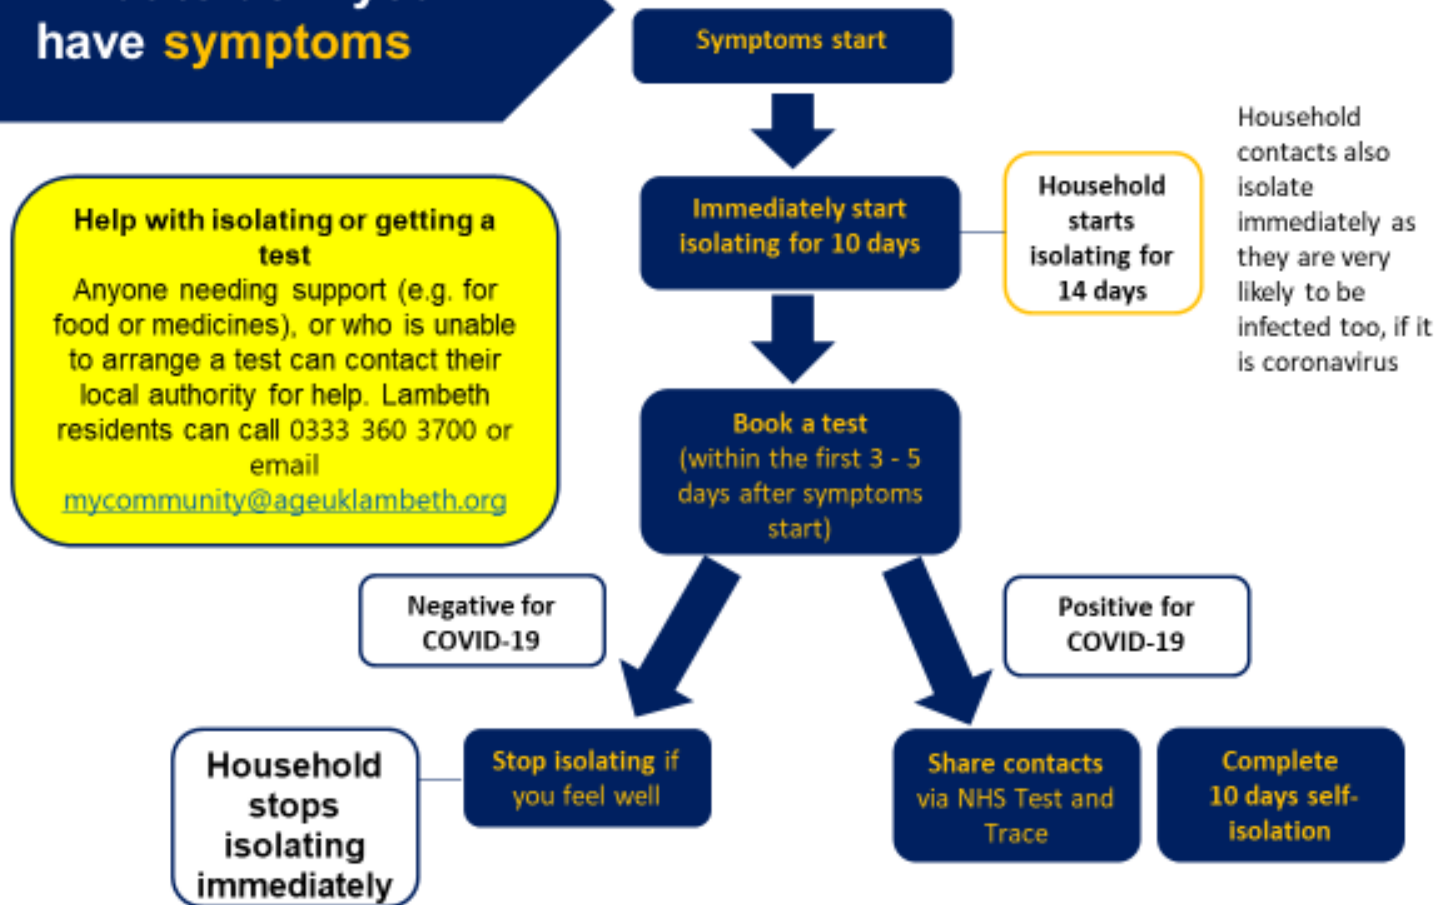 have symptoms
Symptoms start
Immediately start
isolating for 10 days
Household
starts
isolating for
14 days
Household
contacts also
isolate
immediately as
they are very
likely to be
infected too, if it
is coronavirus
Help with isolating or getting a
test
Anyone needing support (e.g. for
food or medicines), or who is unable
to arrange a test can contact their
local authority for help. Lambeth
residents can call 0333 360 3700 or
email
mycommunity@ageuklambeth.org
Book a test
(within the first 3 - 5
days after symptoms
start)
Negative for
COVID-19
Positive for
COVID-19
Household
stops
isolating
immediately
Stop isolating if
you feel well
Share contacts
via NHS Test and
Trace
Complete
10 days self-
isolation